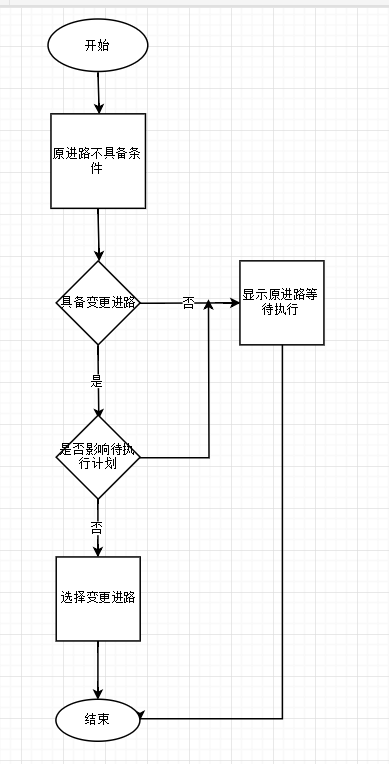 开始
原进路不具备条
件
具备变更进路
否
显示原进路等
待执行
是
是否影响待执
行计划
否
选择变更进路
结束